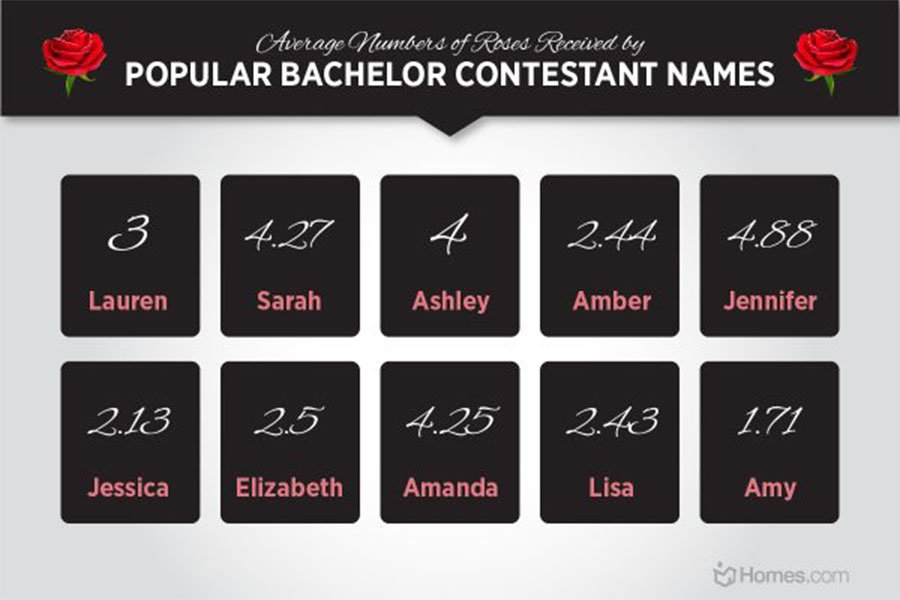 Average Numbers of Roses Received by
POPULAR BACHELOR CONTESTANT NAMES
3
Lauren
4.27
Sarah
4
Ashley
2.44
Amber
4.88
Jennifer
2.13
Jessica
2.5
Elizabeth
4.25
Amanda
2.43
Lisa
1.71
Amy
Homes.com